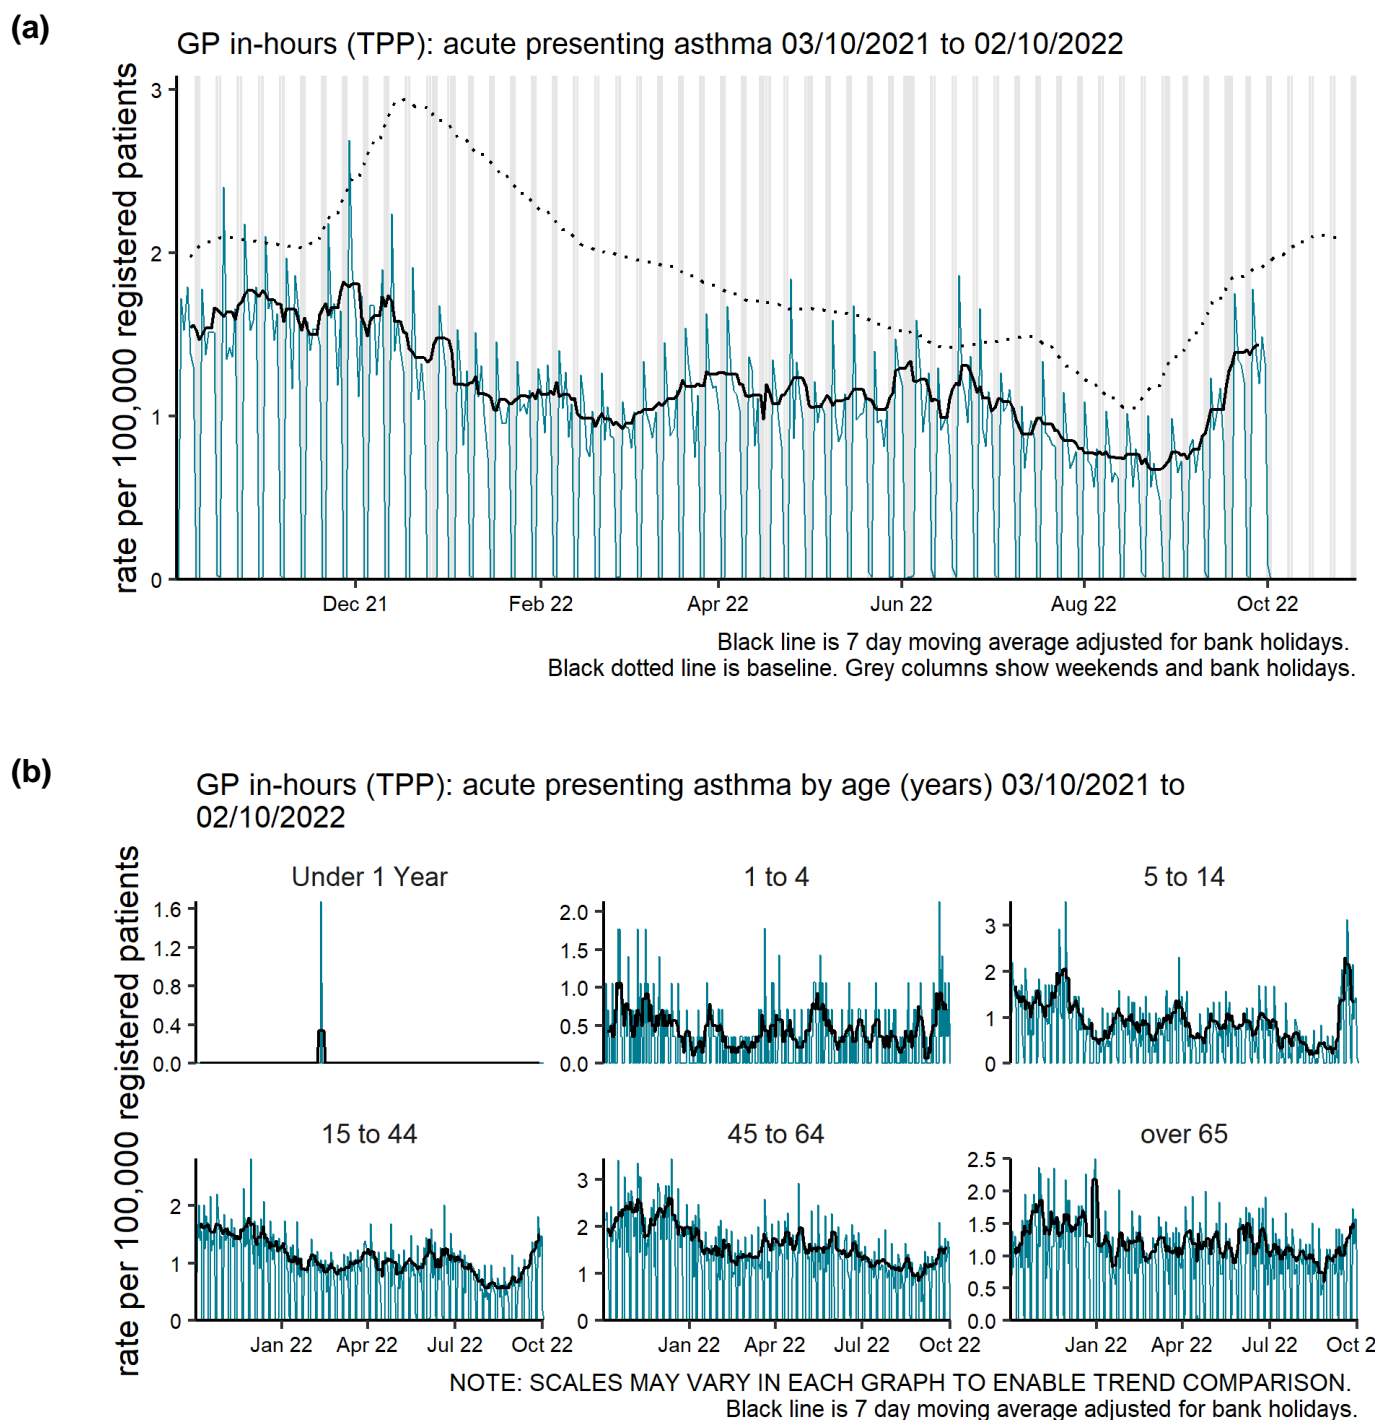 (a)
GP in-hours (TPP): acute presenting asthma 03/10/2021 to 02/10/2022
rate per 100,000 registered patients
3
2
1
0
Dec 21 Feb 22 Apr 22 Jun 22 Aug 22 Oct 22
Black line is 7 day moving average adjusted for bank holidays.
Black dotted line is baseline. Grey columns show weekends and bank holidays.
(b)
GP in-hours (TPP): acute presenting asthma by age (years) 03/10/2021 to
02/10/2022
rate per 100,000 registered patients
Under 1 Year
1.6
1.2
0.8
0.4
0.0
1 to 4
2.0
1.5
1.0
0.5
0.0
5 to 14
3
2
1
0
15 to 44
2
1
0
Jan 22 Apr 22 Jul 22 Oct 22
45 to 64
3
2
1
0
Jan 22 Apr 22 Jul 22 Oct 22
over 65
2.5
2.0
1.5
1.0
0.5
0.0
Jan 22 Apr 22 Jul 22 Oct 2
NOTE: SCALES MAY VARY IN EACH GRAPH TO ENABLE TREND COMPARISON.
Black line is 7 day moving average adjusted for bank holidays.